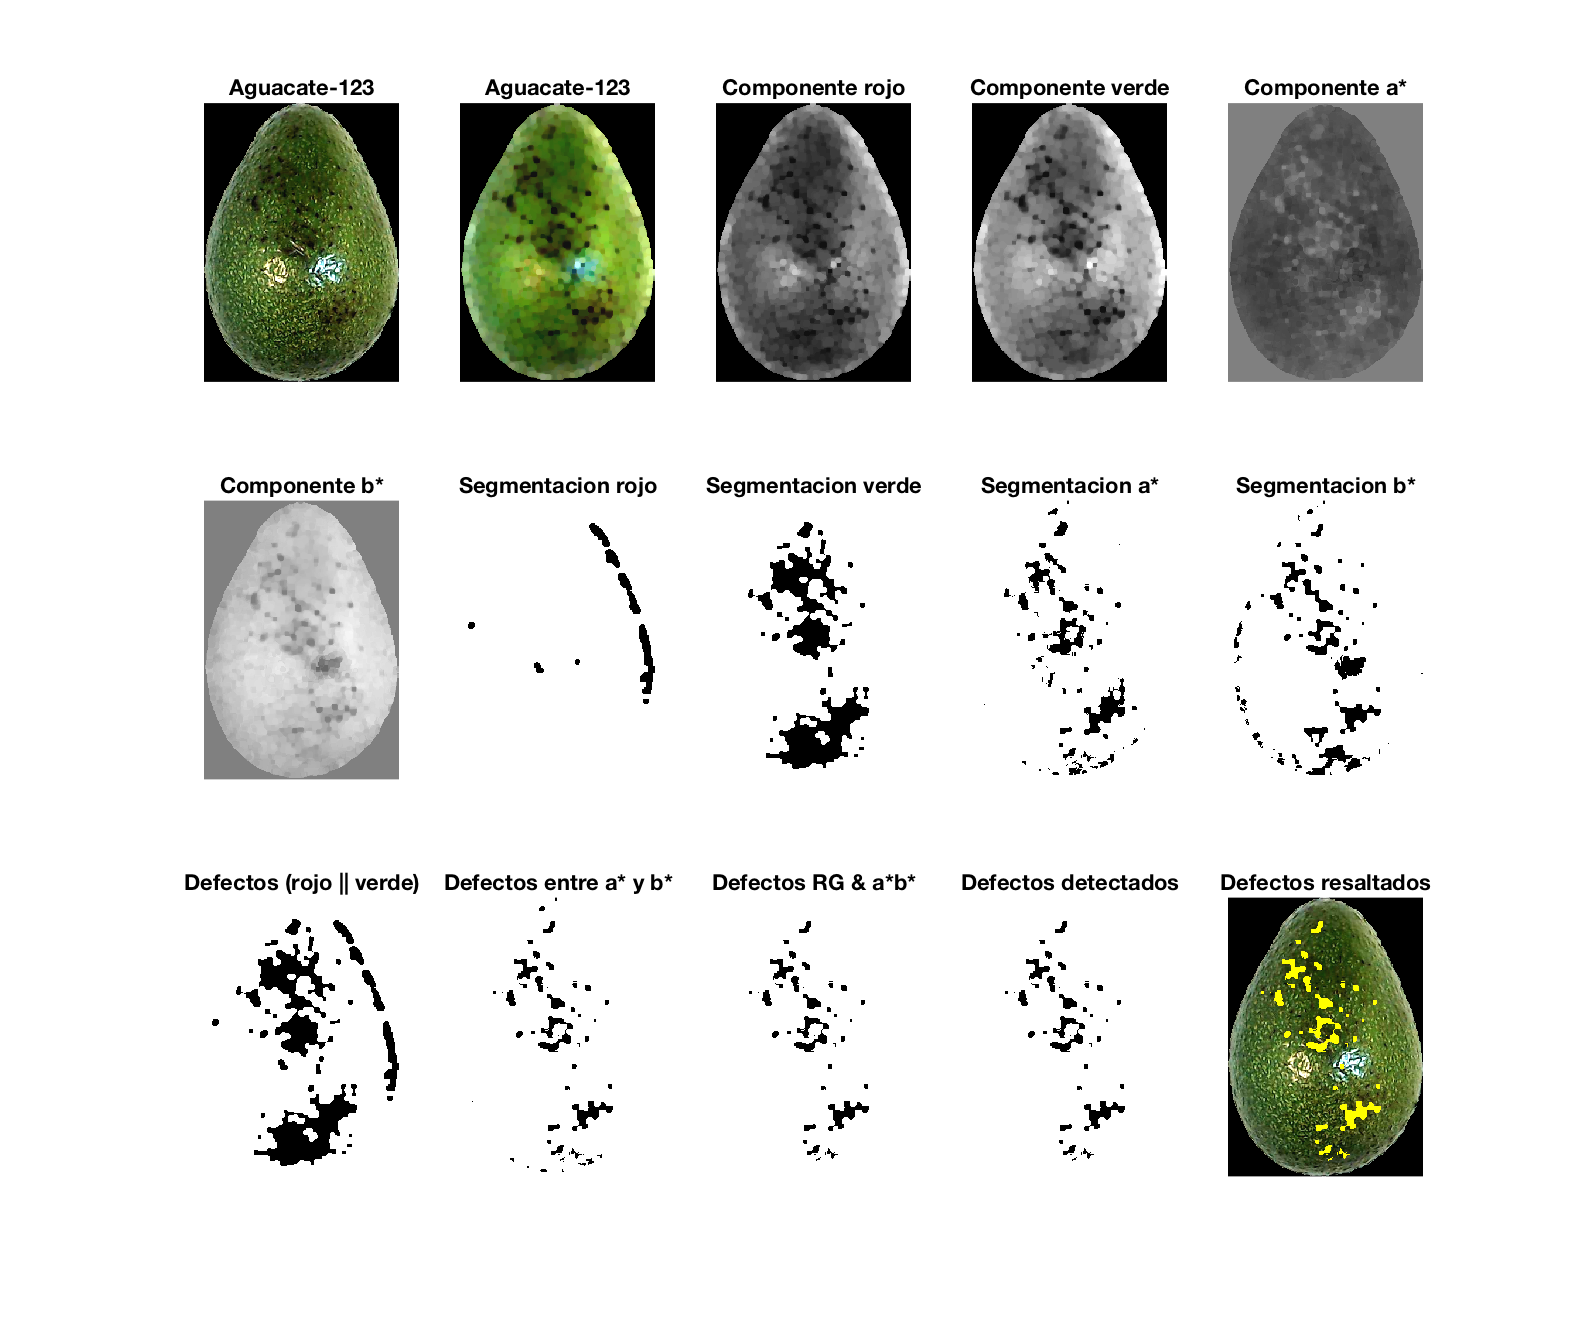 Aguacate-123
Aguacate-123
Componente rojo
Componente verde
Componente a*
Componente b*
Segmentacion rojo
Segmentacion verde
Segmentacion a*
Segmentacion b*
Defectos (rojo || verde)
Defectos entre a* y b*
Defectos RG & a*b*
Defectos detectados
Defectos resaltados